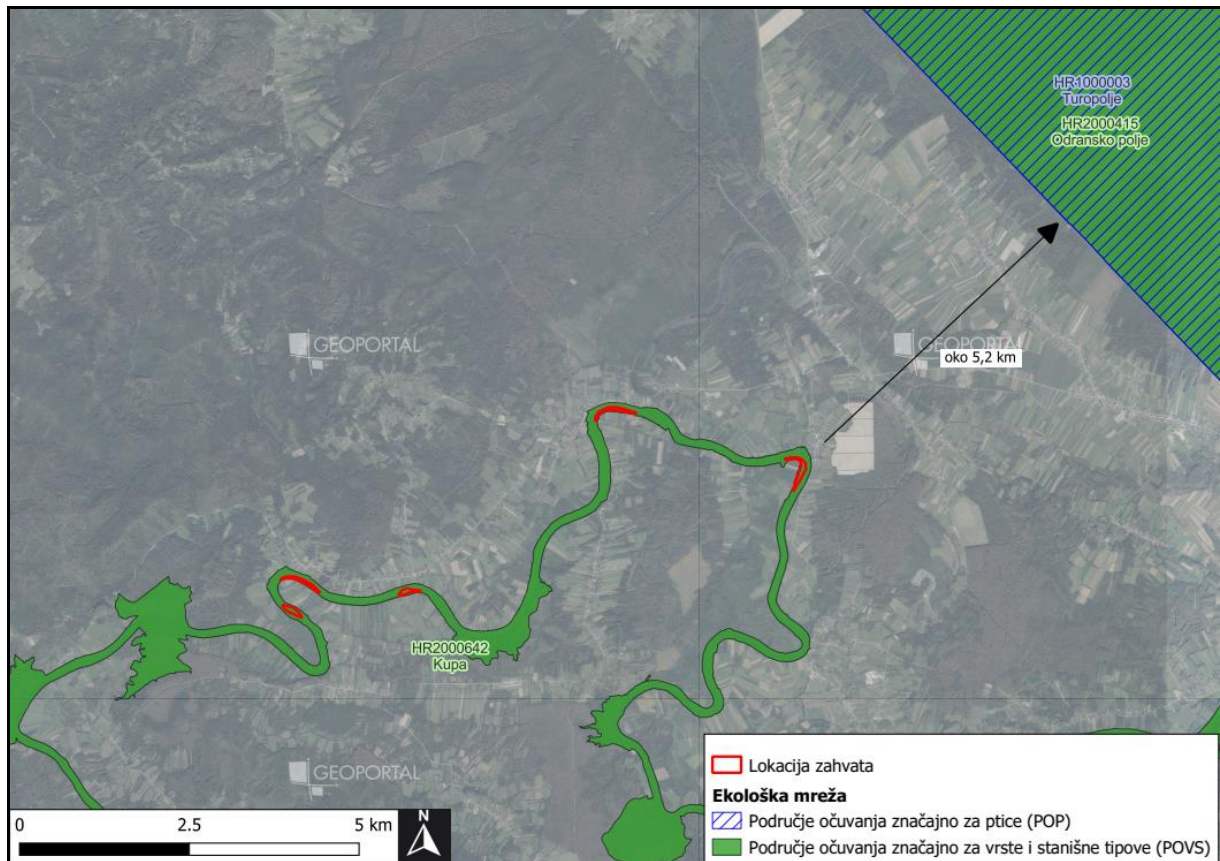 HR1000003
Turopolje
HR2000415
Odransko polje
GEOPORTAL
GEOPORTAL
oko 5,2 km
HR2000642
Kupa
GEOPORTAL
Lokacija zahvata
Ekološka mreža
Područje očuvanja značajno za ptice (POP)
Područje očuvanja značajno za vrste i stanišne tipove (POVS)
0 2.5 5 km
N